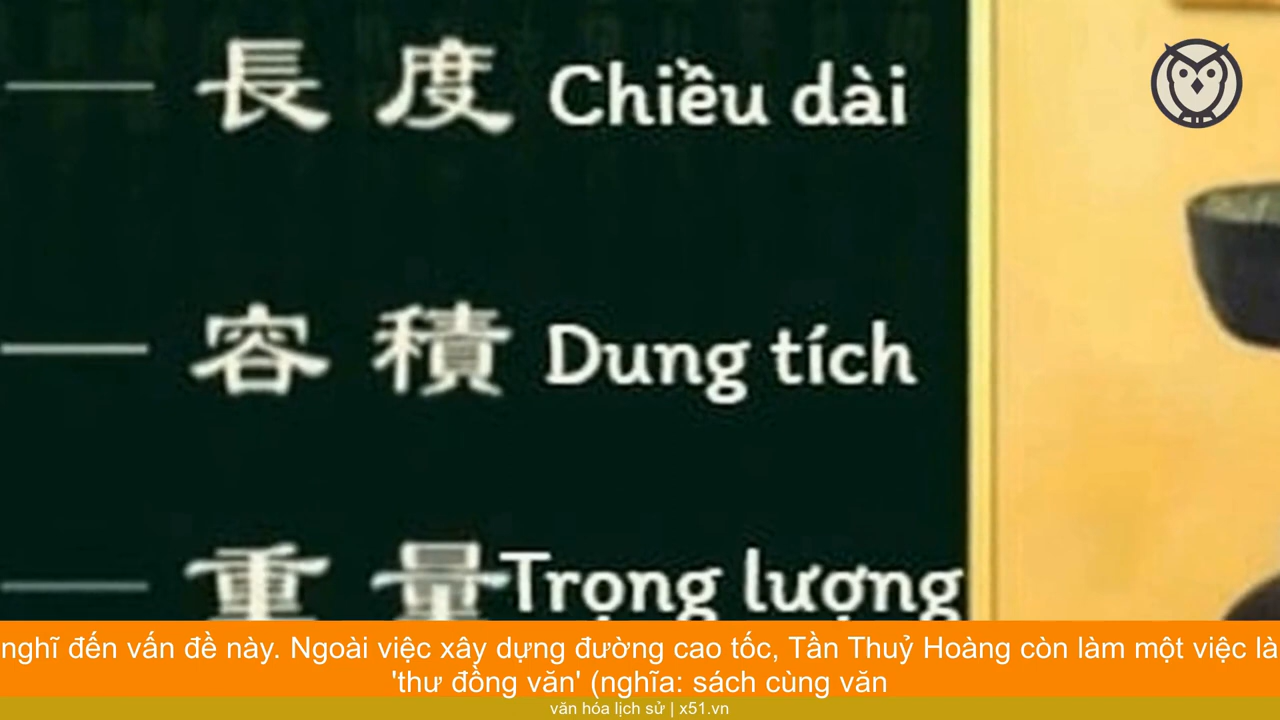 長度 Chiều dài
容積 Dung tích
重量 Trọng lượng
nghĩ đến vấn đề này. Ngoài việc xây dựng đường cao tốc, Tần Thuỷ Hoàng còn làm một việc là
'thư đồng văn' (nghĩa: sách cùng văn
văn hóa lịch sử | x51.vn